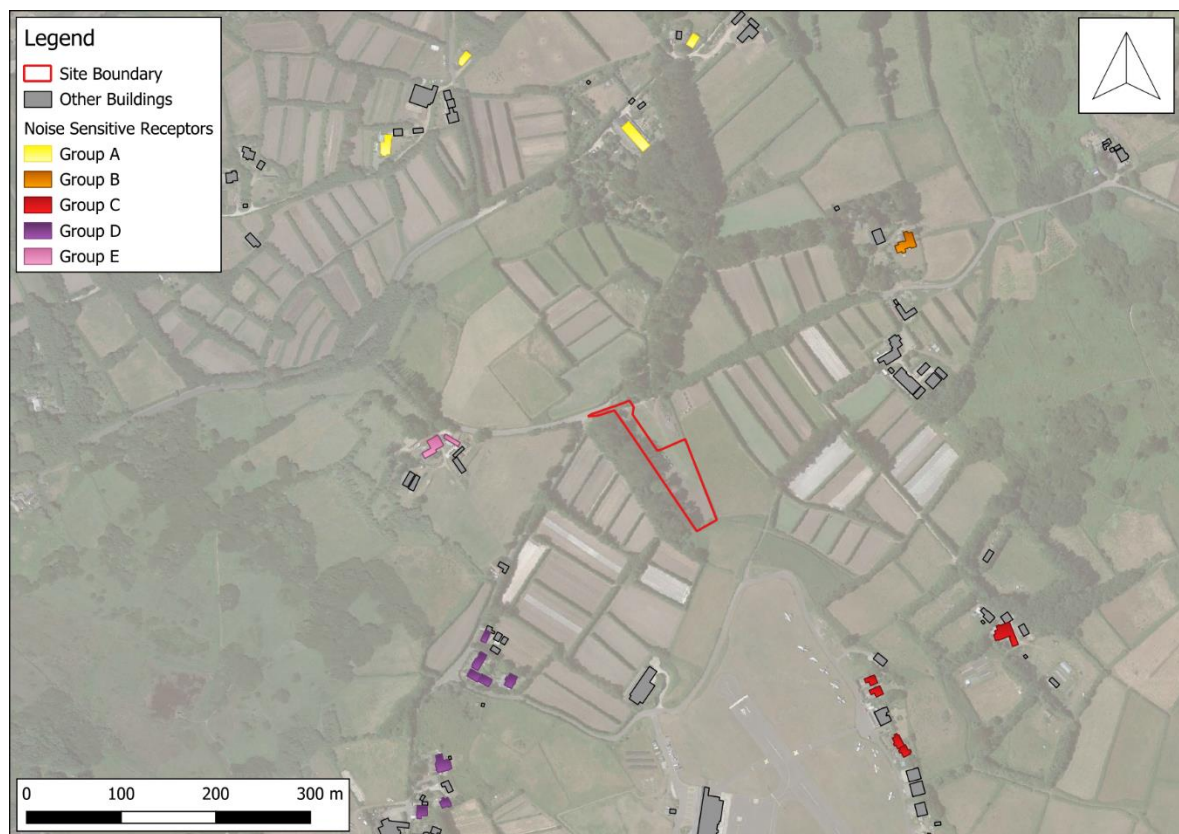 Legend
Site Boundary
Other Buildings
Noise Sensitive Receptors
Group A
Group B
Group C
Group D
Group E
0 100 200 300 m